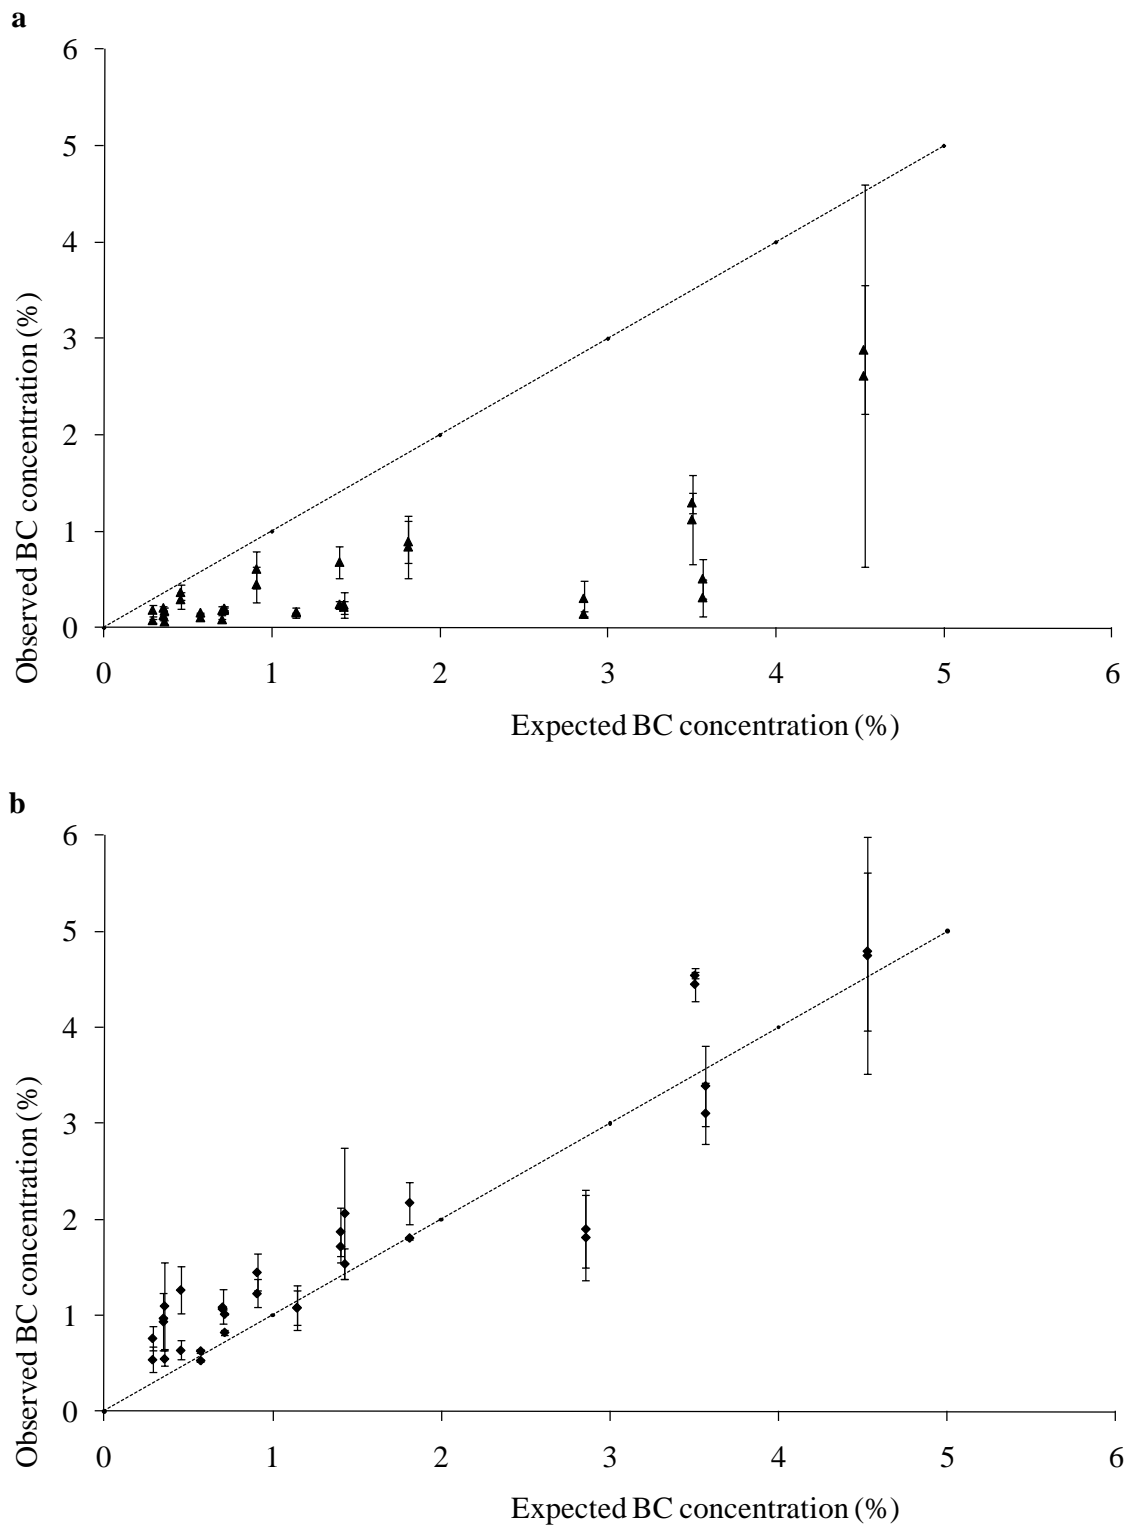 a
6
5
4
3
2
1
0
Observed BC concentration (%)
0 1 2 3 4 5 6
Expected BC concentration (%)
b
6
5
4
3
2
1
0
Observed BC concentration (%)
0 1 2 3 4 5 6
Expected BC concentration (%)